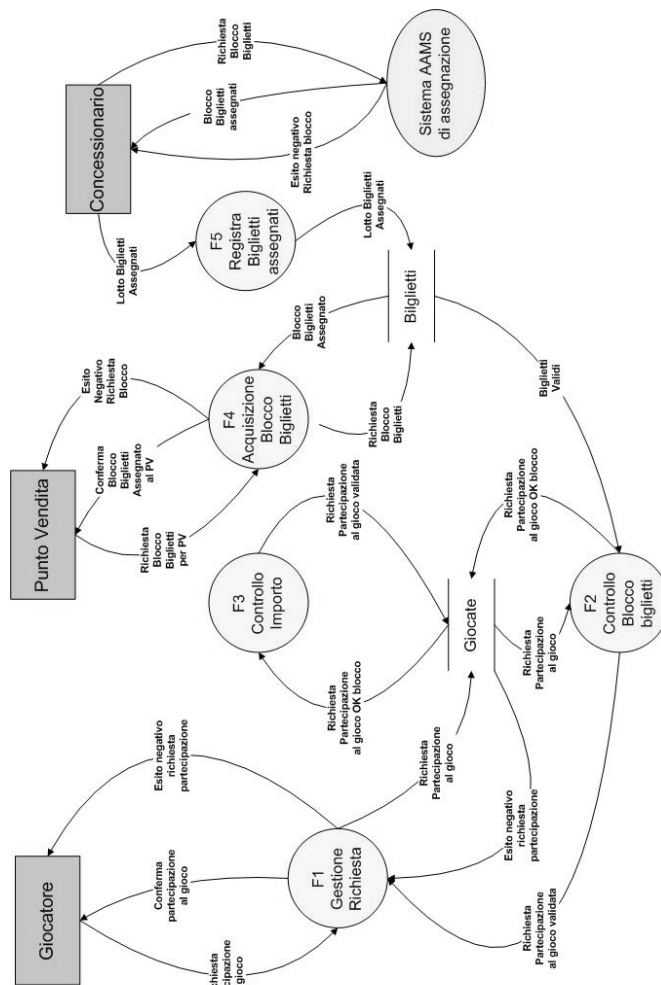 Giocatore
Punto Vendita
Concessionario
gioco
Conferma
partecipazione
al gioco
Esito negativo
richiesta
partecipazione
Richiesta
Blocco
Biglietti
per PV
Conferma
Blocco
Biglietti
Assegnato
al PV
Esito
Negativo
Richiesta
Blocco
Lotto Biglietti
Assegnati
Blocco
Biglietti
assegnati
Richiesta
Blocco
Biglietti
Esito negativo
Richiesta blocco
F1
Gestione
Richiesta
F3
Controllo
Importo
F4
Acquisizione
Blocco
Biglietti
F5
Registra
Biglietti
assegnati
Sistema AAMS
di assegnazione
Richiesta
Partecipazione
al gioco OK blocco
Richiesta
Partecipazione
al gioco validata
Blocco
Biglietti
Assegnato
Lotto Biglietti
Assegnati
Richiesta
Blocco
Biglietti
Richiesta
Partecipazione
al gioco
Giocate
Bilglietti
Esito negativo
richiesta
partecipazione
Richiesta
Partecipazione
al gioco
Richiesta
Partecipazione
al gioco OK blocco
Biglietti
Validi
Richiesta
Partecipazione
al gioco validata
F2
Controllo
Blocco
biglietti